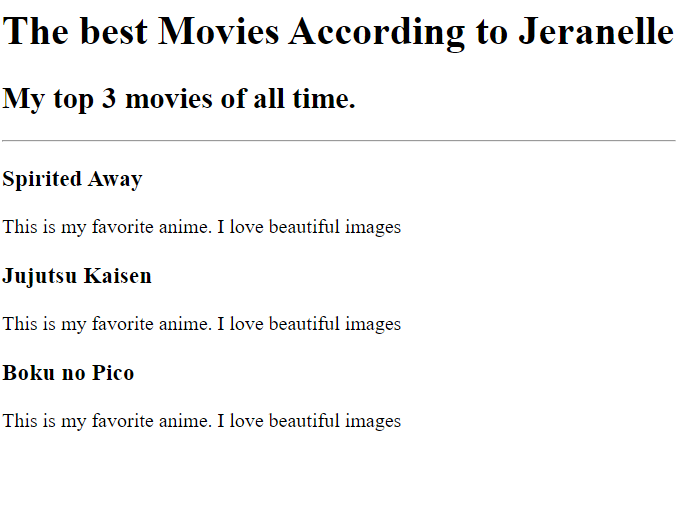 The best Movies According to Jeranelle
My top 3 movies of all time.
Spirited Away
This is my favorite anime. I love beautiful images
Jujutsu Kaisen
This is my favorite anime. I love beautiful images
Boku no Pico
This is my favorite anime. I love beautiful images